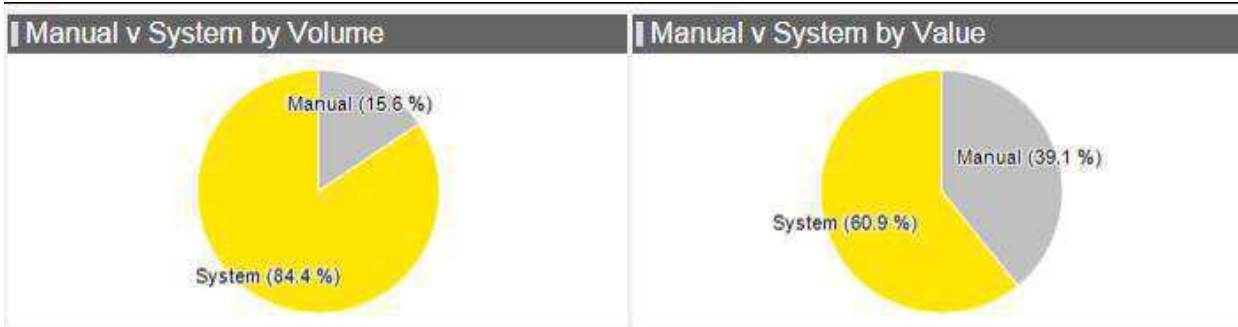 Manual v System by Volume
Manual (15.6 %)
System (84.4 %)
Manual v System by Value
Manual (39.1 %)
System (60.9 %)